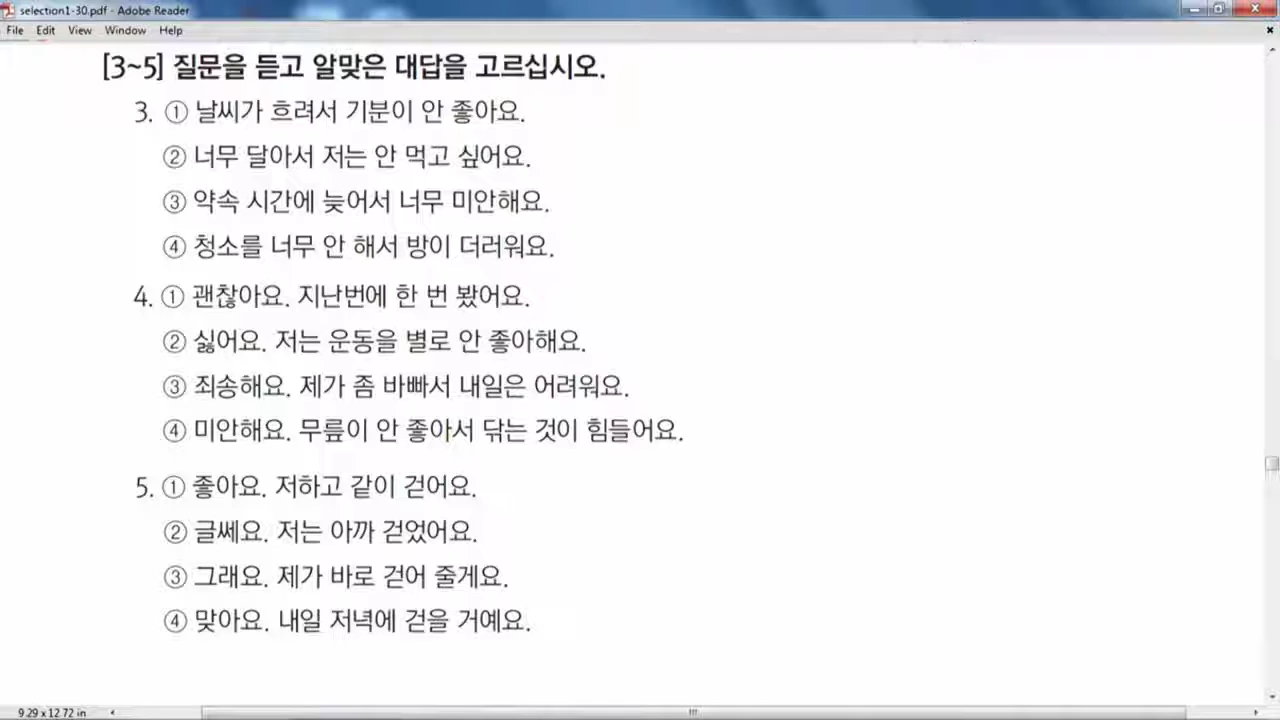 selection1-30.pdf - Adobe Reader
File Edit View Window Help
[3~5] 질문을 듣고 알맞은 대답을 고르십시오.
3. ① 날씨가 흐려서 기분이 안 좋아요.
② 너무 달아서 저는 안 먹고 싶어요.
③ 약속 시간에 늦어서 너무 미안해요.
④ 청소를 너무 안 해서 방이 더러워요.
4. ① 괜찮아요. 지난번에 한 번 봤어요.
② 싫어요. 저는 운동을 별로 안 좋아해요.
③ 죄송해요. 제가 좀 바빠서 내일은 어려워요.
④ 미안해요. 무릎이 안 좋아서 닦는 것이 힘들어요.
5. ① 좋아요. 저하고 같이 걷어요.
② 글쎄요. 저는 아까 걷었어요.
③ 그래요. 제가 바로 걷어 줄게요.
④ 맞아요. 내일 저녁에 걷을 거예요.
9.29 x 12.72 in